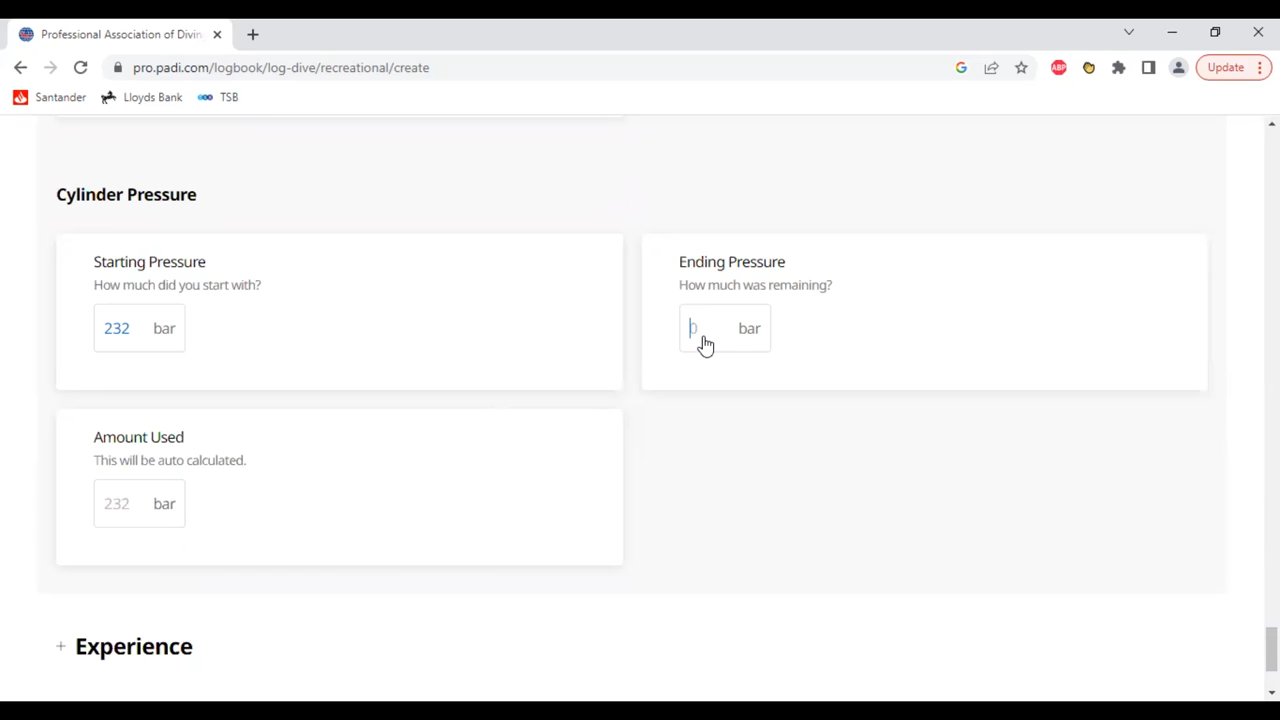 Professional Association of Divin
pro.padi.com/logbook/log-dive/recreational/create
ABP
Update
Santander
Lloyds Bank
TSB
Cylinder Pressure
Starting Pressure
How much did you start with?
232 bar
Ending Pressure
How much was remaining?
0 bar
Amount Used
This will be auto calculated.
232 bar
+ Experience